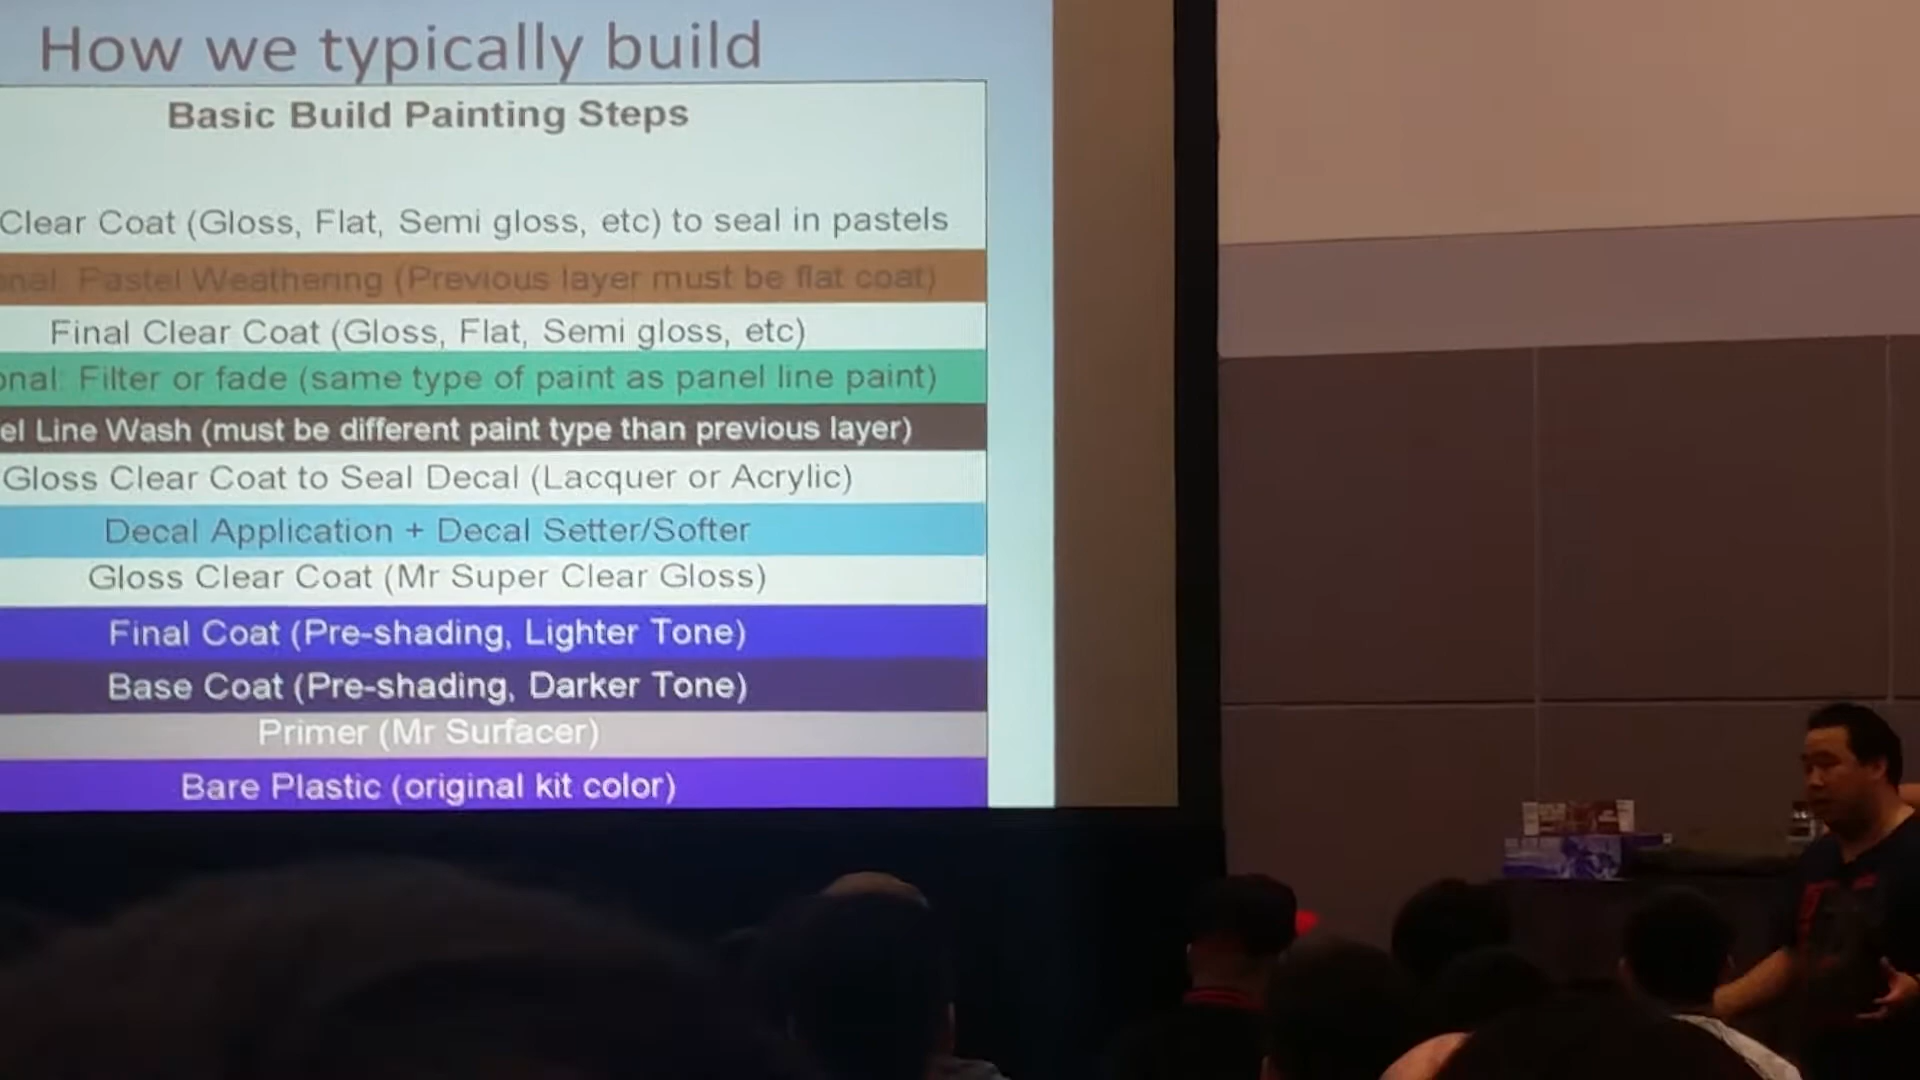 How we typically build
Basic Build Painting Steps
Clear Coat (Gloss, Flat, Semi gloss, etc) to seal in pastels
onal: Pastel Weathering (Previous layer must be flat coat)
Final Clear Coat (Gloss, Flat, Semi gloss, etc)
onal: Filter or fade (same type of paint as panel line paint)
el Line Wash (must be different paint type than previous layer)
Gloss Clear Coat to Seal Decal (Lacquer or Acrylic)
Decal Application + Decal Setter/Softer
Gloss Clear Coat (Mr Super Clear Gloss)
Final Coat (Pre-shading, Lighter Tone)
Base Coat (Pre-shading, Darker Tone)
Primer (Mr Surfacer)
Bare Plastic (original kit color)